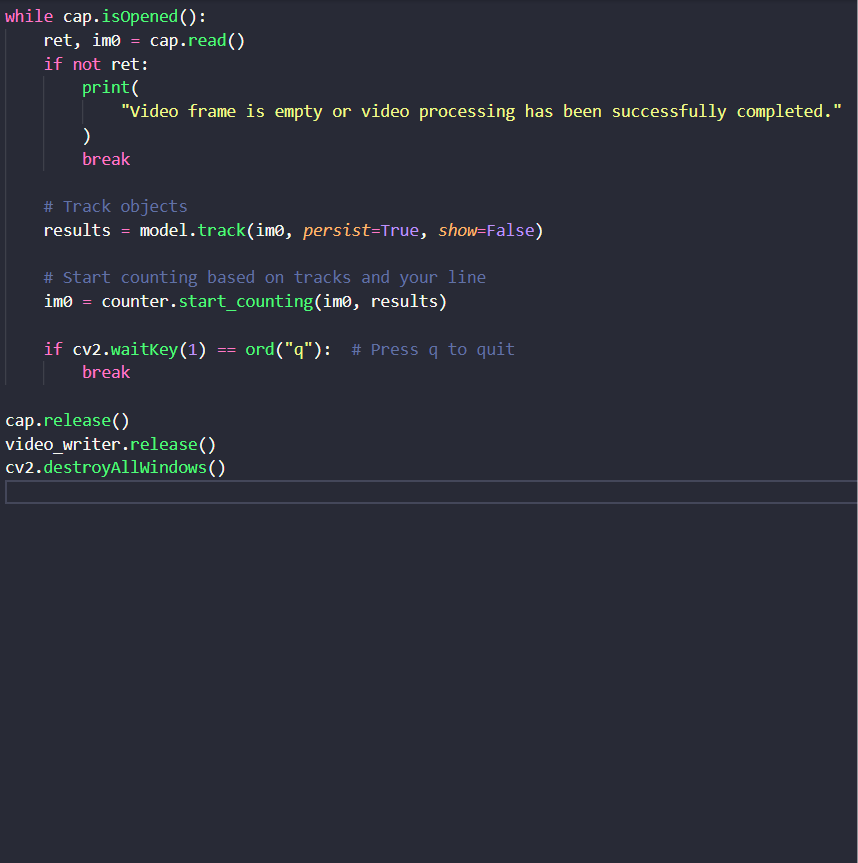 while cap.isOpened():
    ret, im0 = cap.read()
    if not ret:
        print(
            "Video frame is empty or video processing has been successfully completed."
        )
        break

    # Track objects
    results = model.track(im0, persist=True, show=False)

    # Start counting based on tracks and your line
    im0 = counter.start_counting(im0, results)

    if cv2.waitKey(1) == ord("q"):  # Press q to quit
        break

cap.release()
video_writer.release()
cv2.destroyAllWindows()